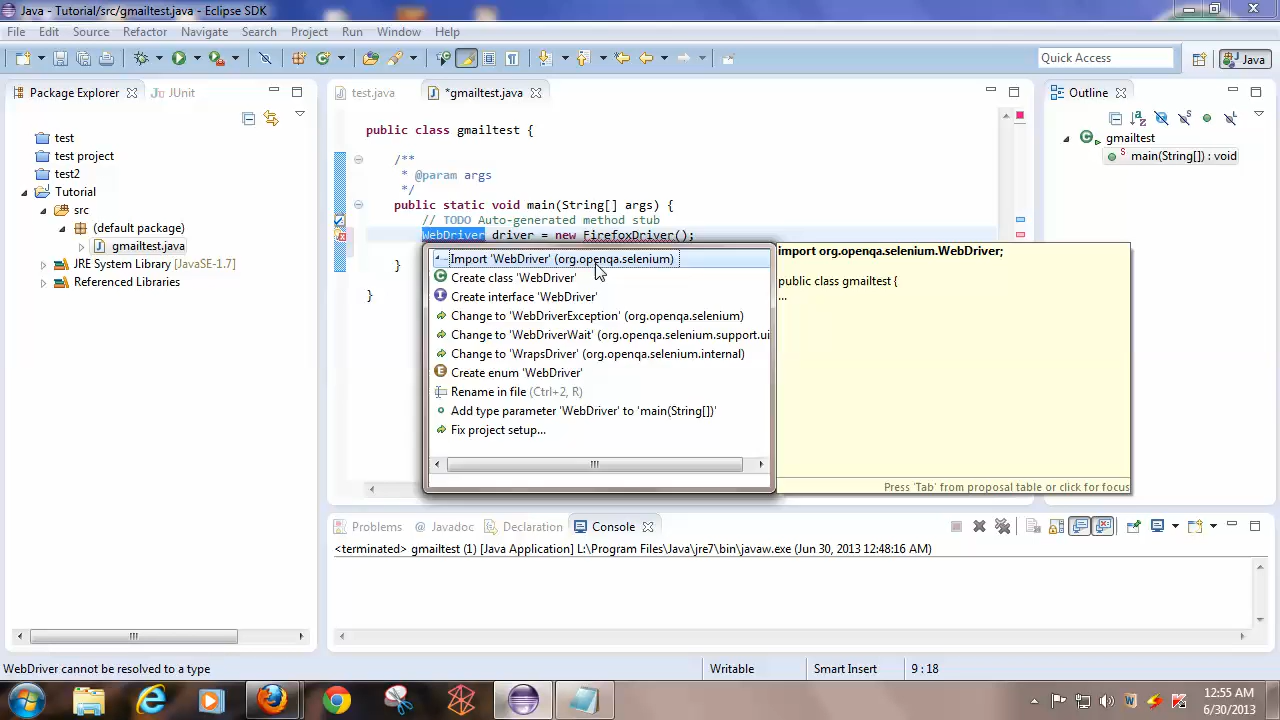 Java - Tutorial/src/gmailtest.java - Eclipse SDK
File Edit Source Refactor Navigate Search Project Run Window Help
Quick Access
Java
Package Explorer
JUnit
test.java
*gmailtest.java
Outline
test
test project
test2
Tutorial
src
(default package)
gmailtest.java
JRE System Library [JavaSE-1.7]
Referenced Libraries
public class gmailtest {
/**
* @param args
*/
public static void main(String[] args) {
// TODO Auto-generated method stub
WebDriver driver = new FirefoxDriver();
}
}
Import 'WebDriver' (org.openqa.selenium)
Create class 'WebDriver'
Create interface 'WebDriver'
Change to 'WebDriverException' (org.openqa.selenium)
Change to 'WebDriverWait' (org.openqa.selenium.support.ui
Change to 'WrapsDriver' (org.openqa.selenium.internal)
Create enum 'WebDriver'
Rename in file (Ctrl+2, R)
Add type parameter 'WebDriver' to 'main(String[])'
Fix project setup...
import org.openqa.selenium.WebDriver;
public class gmailtest {
...
Press 'Tab' from proposal table or click for focus
gmailtest
main(String[]) : void
Problems
@ Javadoc
Declaration
Console
<terminated> gmailtest (1) [Java Application] L:\Program Files\Java\jre7\bin\javaw.exe (Jun 30, 2013 12:48:16 AM)
WebDriver cannot be resolved to a type
Writable
Smart Insert
9 : 18
12:55 AM
6/30/2013